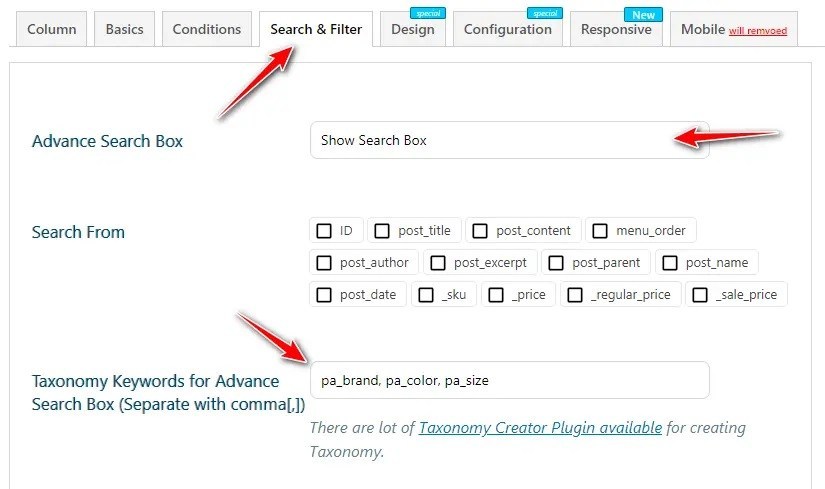 special special New
Column Basics Conditions Search & Filter Design Configuration Responsive Mobile will remvoed
Advance Search Box Show Search Box
Search From ID post_title post_content menu_order
post_author post_excerpt post_parent post_name
post_date _sku _price _regular_price _sale_price
Taxonomy Keywords for Advance pa_brand, pa_color, pa_size
Search Box (Separate with comma[,])
There are lot of Taxonomy Creator Plugin available for creating
Taxonomy.